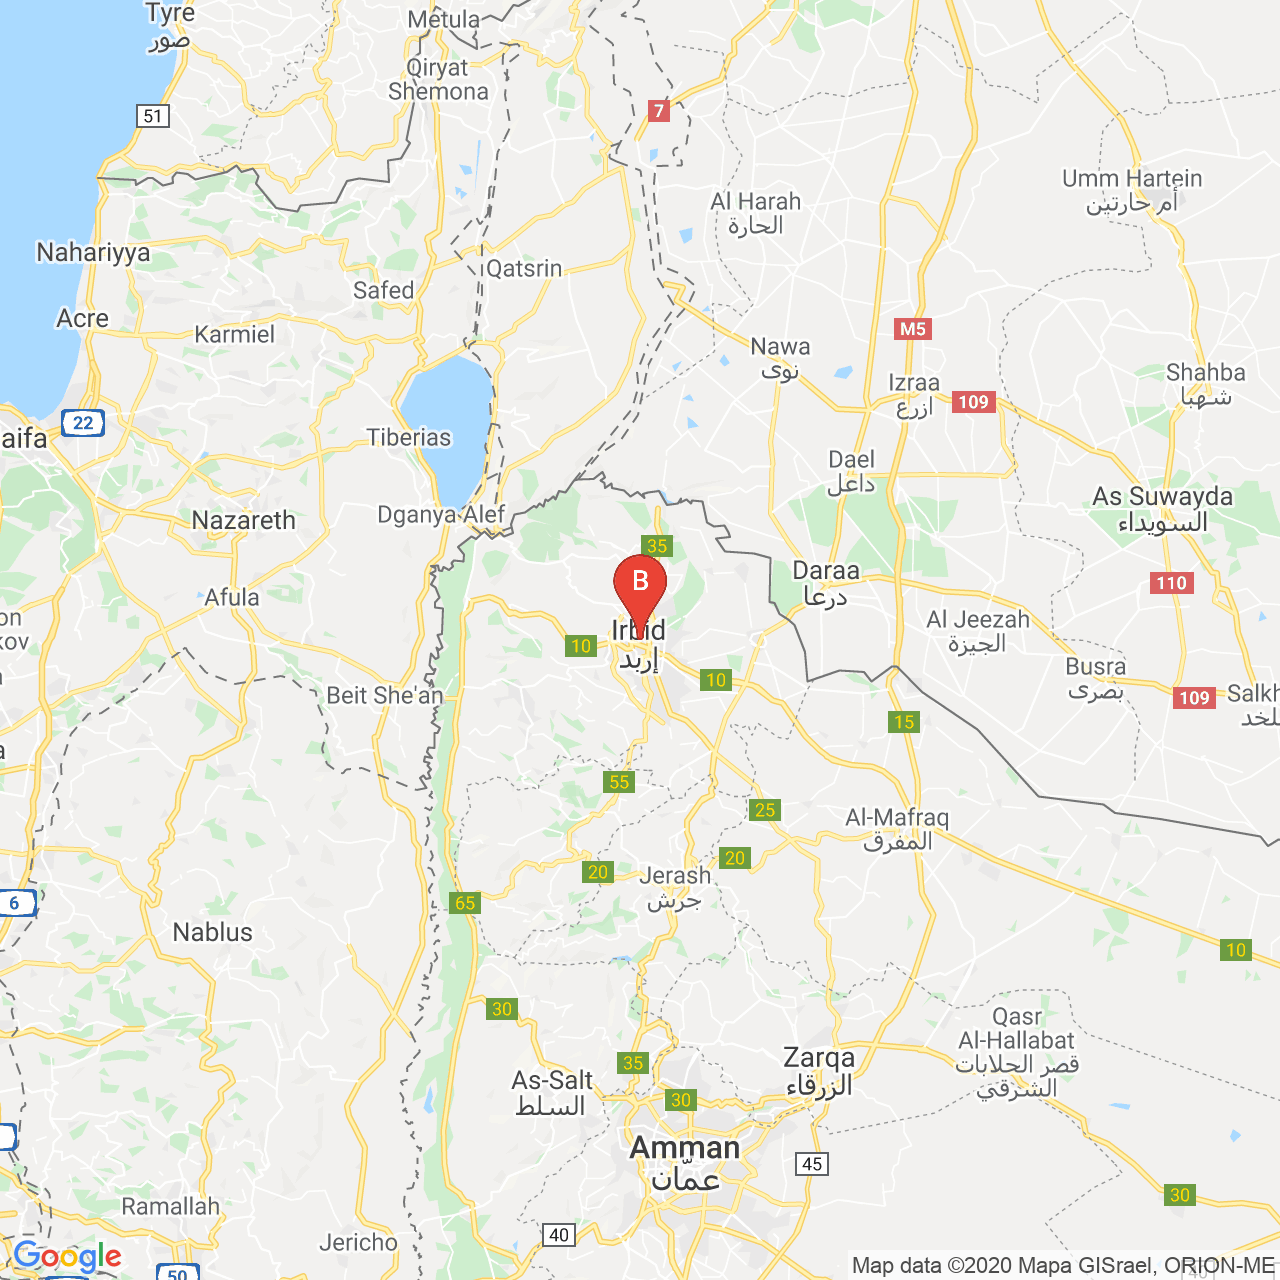 Tyre
صور
Metula
Qiryat
Shemona
51
7
Umm Hartein
أم حارتين
Al Harah
الحارة
Nahariyya
Qatsrin
Safed
Acre
Karmiel
M5
Nawa
نوى
Shahba
شهبا
Izraa
ازرع
109
22
aifa
Tiberias
Dael
داعل
As Suwayda
السويداء
Nazareth
Dganya Alef
35
B
Daraa
درعا
110
Afula
on
kov
Al Jeezah
الجيزة
Irbid
إربد
10
10
Busra
بصرى
Beit She'an
109
Salkh
لخد
15
a
55
25
Al-Mafraq
المفرق
20
20
Jerash
جرش
65
6
Nablus
10
30
Qasr
Al-Hallabat
قصر الحلابات
الشرقي
Zarqa
الزرقاء
35
As-Salt
السلط
30
Amman
عمّان
45
30
Ramallah
Jericho
40
Google
50
Map data ©2020 Mapa GISrael, ORION-ME